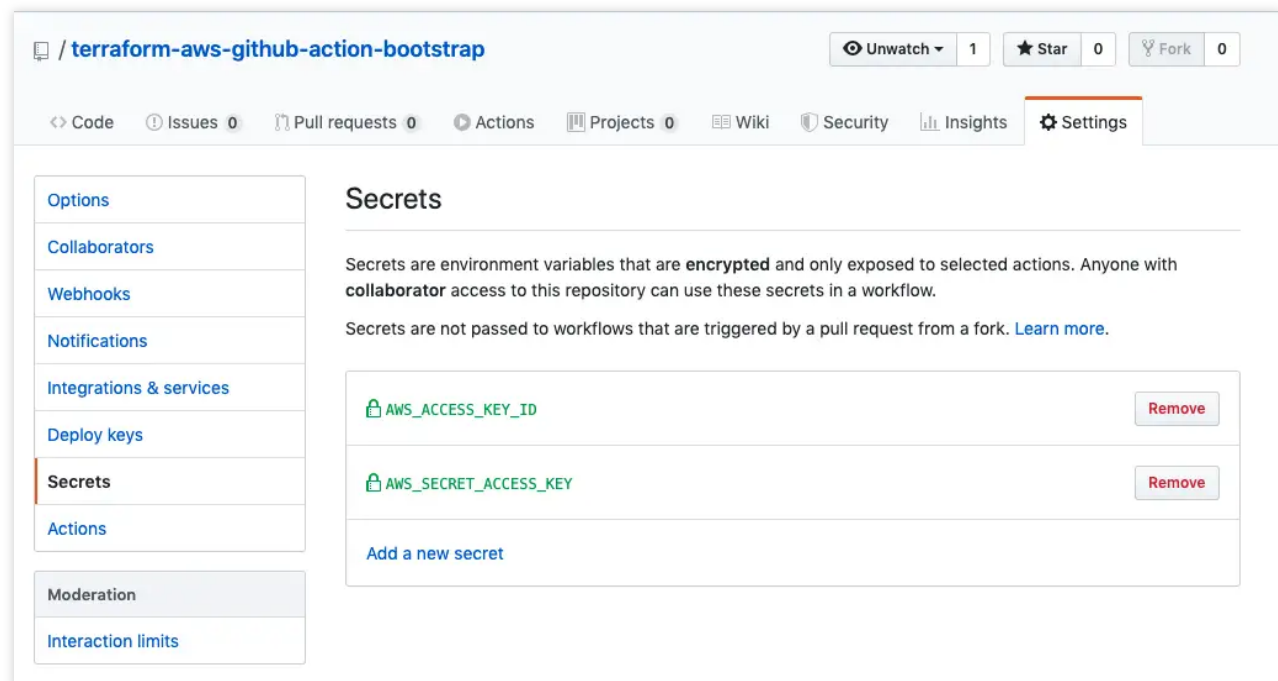 / terraform-aws-github-action-bootstrap
Unwatch 1 Star 0 Fork 0
Code Issues 0 Pull requests 0 Actions Projects 0 Wiki Security Insights Settings
Options
Collaborators
Webhooks
Notifications
Integrations & services
Deploy keys
Secrets
Actions
Moderation
Interaction limits
Secrets
Secrets are environment variables that are encrypted and only exposed to selected actions. Anyone with
collaborator access to this repository can use these secrets in a workflow.
Secrets are not passed to workflows that are triggered by a pull request from a fork. Learn more.
AWS_ACCESS_KEY_ID Remove
AWS_SECRET_ACCESS_KEY Remove
Add a new secret